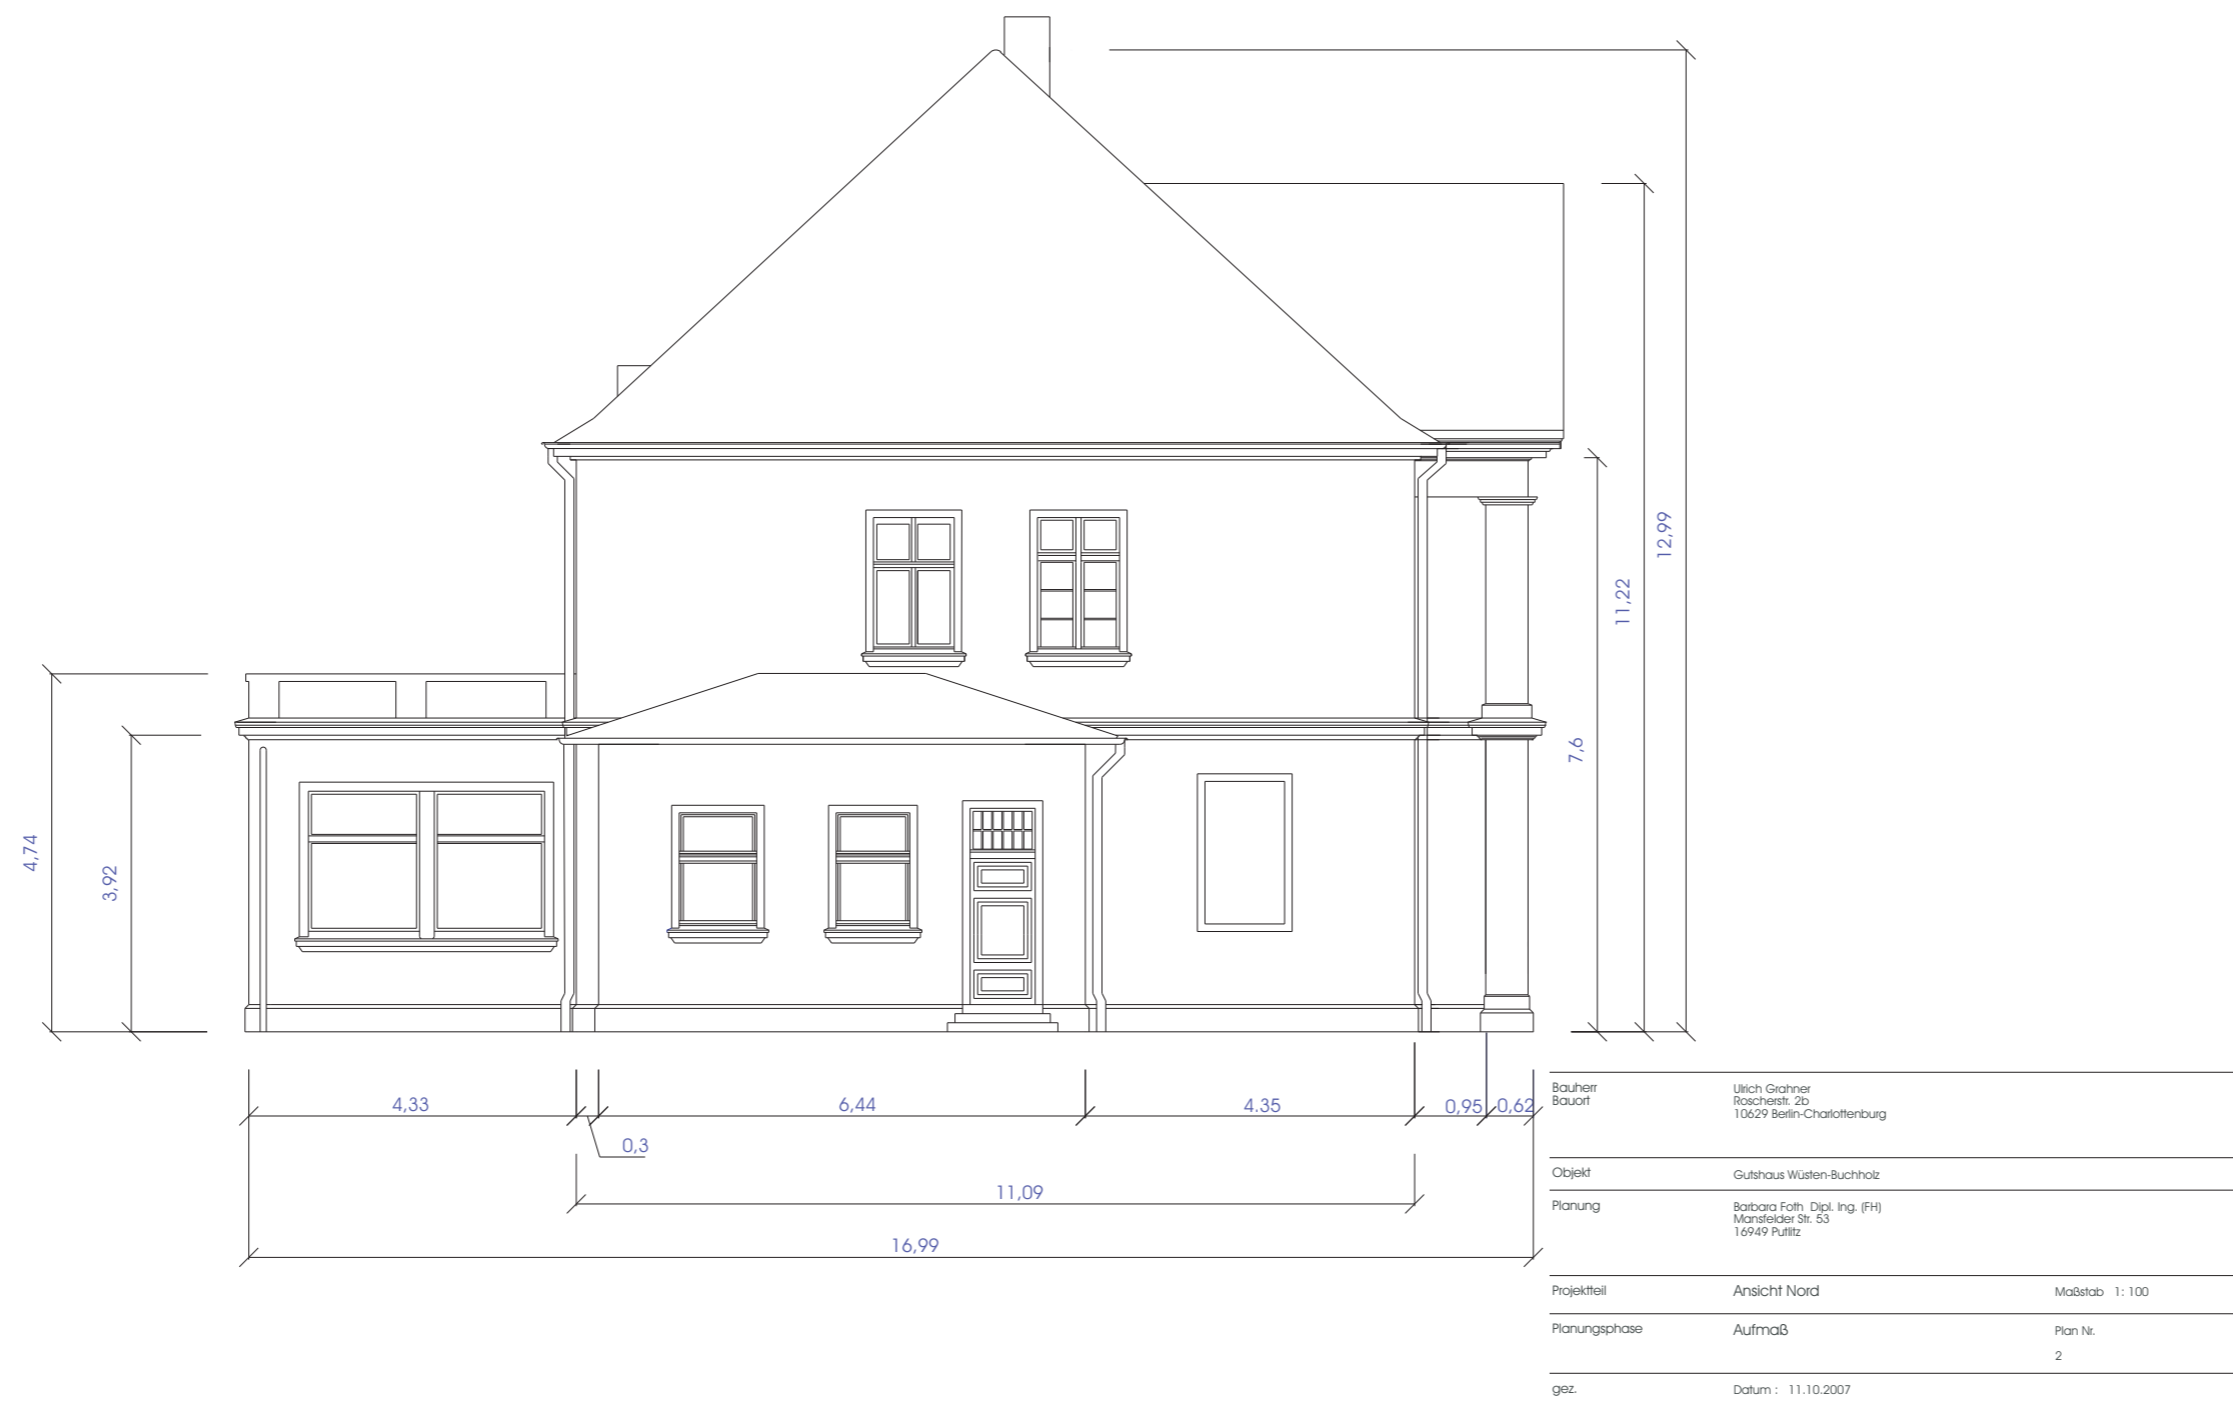 12,99
11,22
7,6
4,74
3,92
4,33
6,44
4.35
0,95
0,62
0,3
11,09
16,99
Bauherr Ulrich Grahner
Bauort Roscherstr. 2b
10629 Berlin-Charlottenburg
Objekt Gutshaus Wüsten-Buchholz
Planung Barbara Foth Dipl. Ing. (FH)
Mansfelder Str. 53
16949 Putlitz
Projektteil Ansicht Nord Maßstab 1: 100
Planungsphase Aufmaß Plan Nr.
2
gez. Datum : 11.10.2007